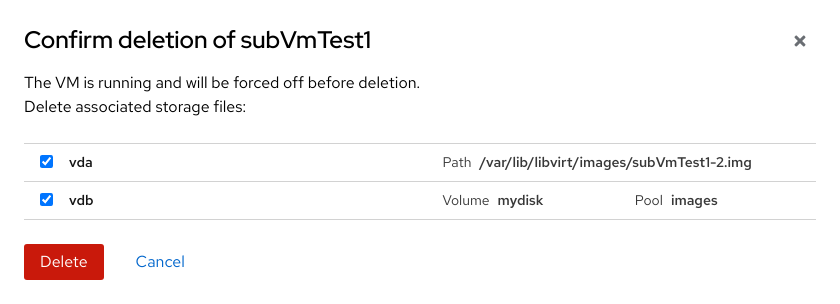 Confirm deletion of subVmTest1
The VM is running and will be forced off before deletion.
Delete associated storage files:
vda Path /var/lib/libvirt/images/subVmTest1-2.img
vdb Volume mydisk Pool images
Delete Cancel